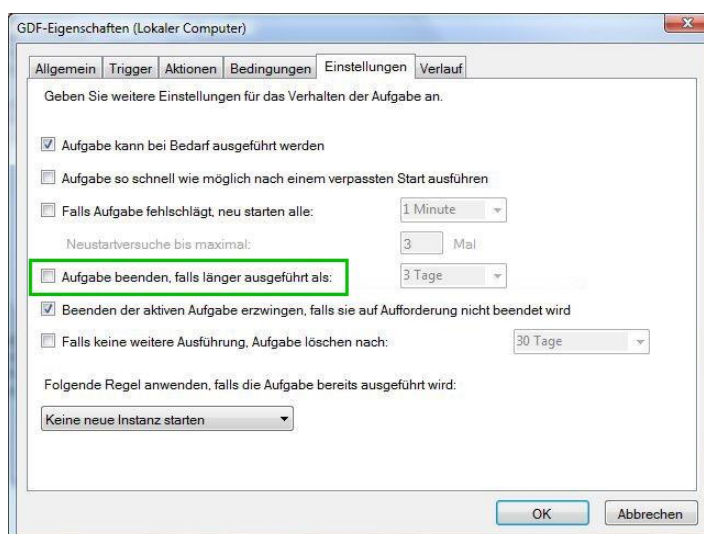 GDF-Eigenschaften (Lokaler Computer)
Allgemein Trigger Aktionen Bedingungen Einstellungen Verlauf
Geben Sie weitere Einstellungen für das Verhalten der Aufgabe an.
Aufgabe kann bei Bedarf ausgeführt werden
Aufgabe so schnell wie möglich nach einem verpassten Start ausführen
Falls Aufgabe fehlschlägt, neu starten alle: 1 Minute
Neustartversuche bis maximal: 3 Mal
Aufgabe beenden, falls länger ausgeführt als: 3 Tage
Beenden der aktiven Aufgabe erzwingen, falls sie auf Aufforderung nicht beendet wird
Falls keine weitere Ausführung, Aufgabe löschen nach: 30 Tage
Folgende Regel anwenden, falls die Aufgabe bereits ausgeführt wird:
Keine neue Instanz starten
OK Abbrechen